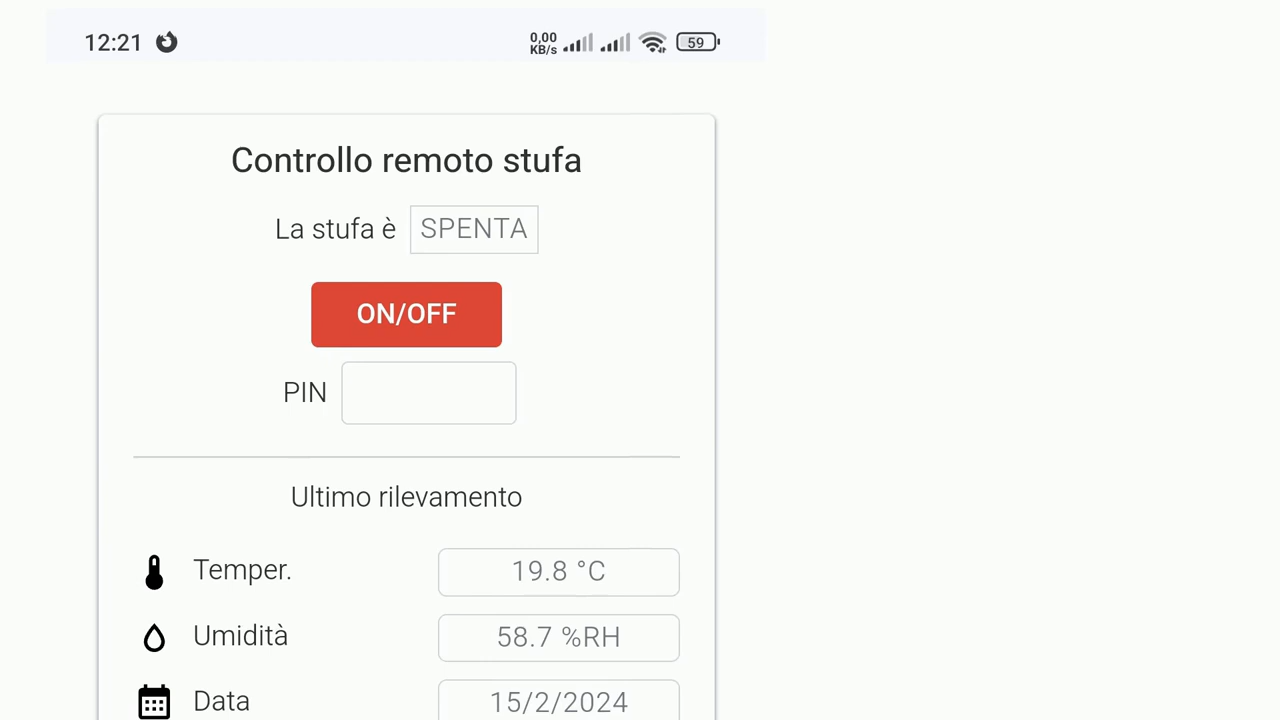 12:21 0,00 KB/s 59
Controllo remoto stufa
La stufa è SPENTA
ON/OFF
PIN
Ultimo rilevamento
Temper. 19.8 °C
Umidità 58.7 %RH
Data 15/2/2024